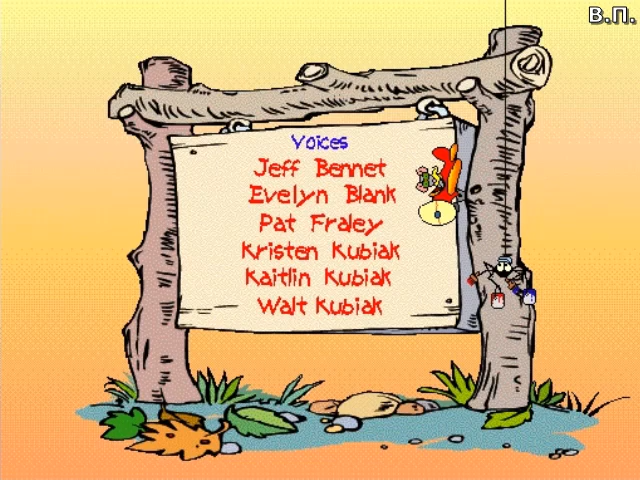 В.П.
Voices
Jeff Bennet
Evelyn Blank
Pat Fraley
Kristen Kubiak
Kaitlin Kubiak
Walt Kubiak